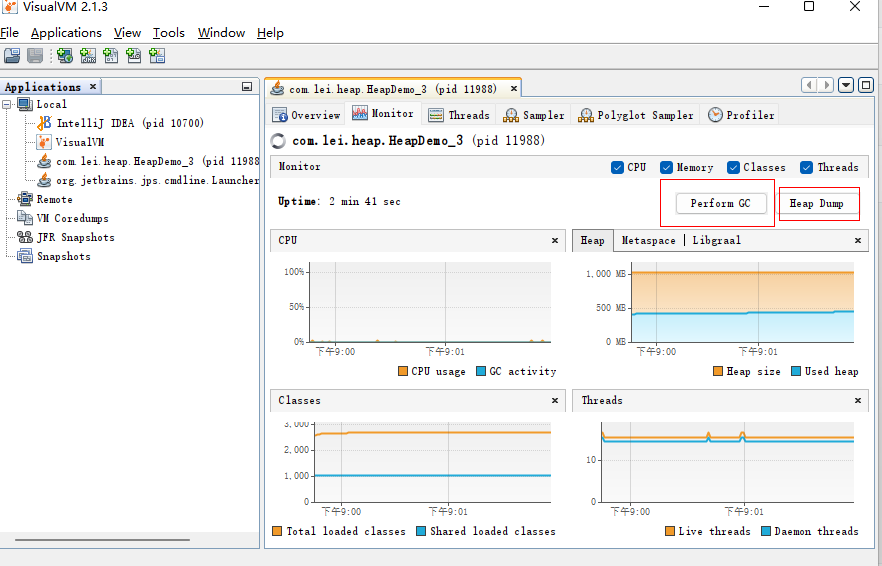 VisualVM 2.1.3
File Applications View Tools Window Help
Applications ×
Local
IntelliJ IDEA (pid 10700)
VisualVM
com.lei.heap.HeapDemo_3 (pid 11988
org.jetbrains.jps.cmdline.Launcher
Remote
VM Coredumps
JFR Snapshots
Snapshots
com.lei.heap.HeapDemo_3 (pid 11988) ×
Overview Monitor Threads Sampler Polyglot Sampler Profiler
com.lei.heap.HeapDemo_3 (pid 11988)
Monitor CPU Memory Classes Threads
Uptime: 2 min 41 sec Perform GC Heap Dump
CPU ×
100%
50%
0%
下午9:00 下午9:01
CPU usage GC activity
Heap Metaspace | Libgraal ×
1,000 MB
500 MB
0 MB
下午9:00 下午9:01
Heap size Used heap
Classes ×
3,000
2,000
1,000
0
下午9:00 下午9:01
Total loaded classes Shared loaded classes
Threads ×
10
0
下午9:00 下午9:01
Live threads Daemon threads